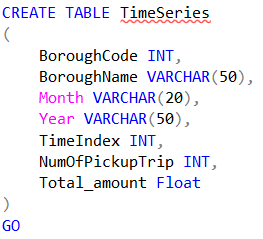 CREATE TABLE TimeSeries
(
BoroughCode INT,
BoroughName VARCHAR(50),
Month VARCHAR(20),
Year VARCHAR(50),
TimeIndex INT,
NumOfPickupTrip INT,
Total_amount Float
)
GO